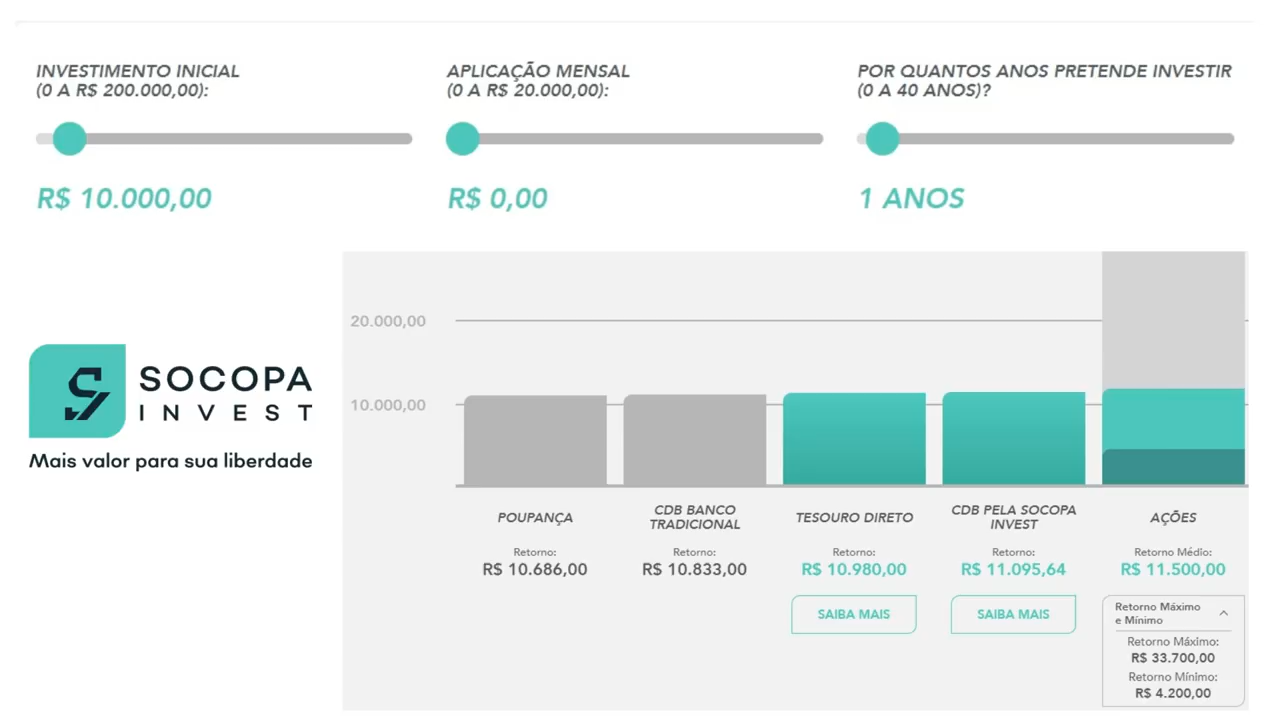 INVESTIMENTO INICIAL
(0 A R$ 200.000,00):
R$ 10.000,00
APLICAÇÃO MENSAL
(0 A R$ 20.000,00):
R$ 0,00
POR QUANTOS ANOS PRETENDE INVESTIR
(0 A 40 ANOS)?
1 ANOS
SOCOPA
INVEST
Mais valor para sua liberdade
20.000,00
10.000,00
POUPANÇA
Retorno:
R$ 10.686,00
CDB BANCO
TRADICIONAL
Retorno:
R$ 10.833,00
TESOURO DIRETO
Retorno:
R$ 10.980,00
SAIBA MAIS
CDB PELA SOCOPA
INVEST
Retorno:
R$ 11.095,64
SAIBA MAIS
AÇÕES
Retorno Médio:
R$ 11.500,00
Retorno Máximo
e Mínimo
Retorno Máximo:
R$ 33.700,00
Retorno Mínimo:
R$ 4.200,00